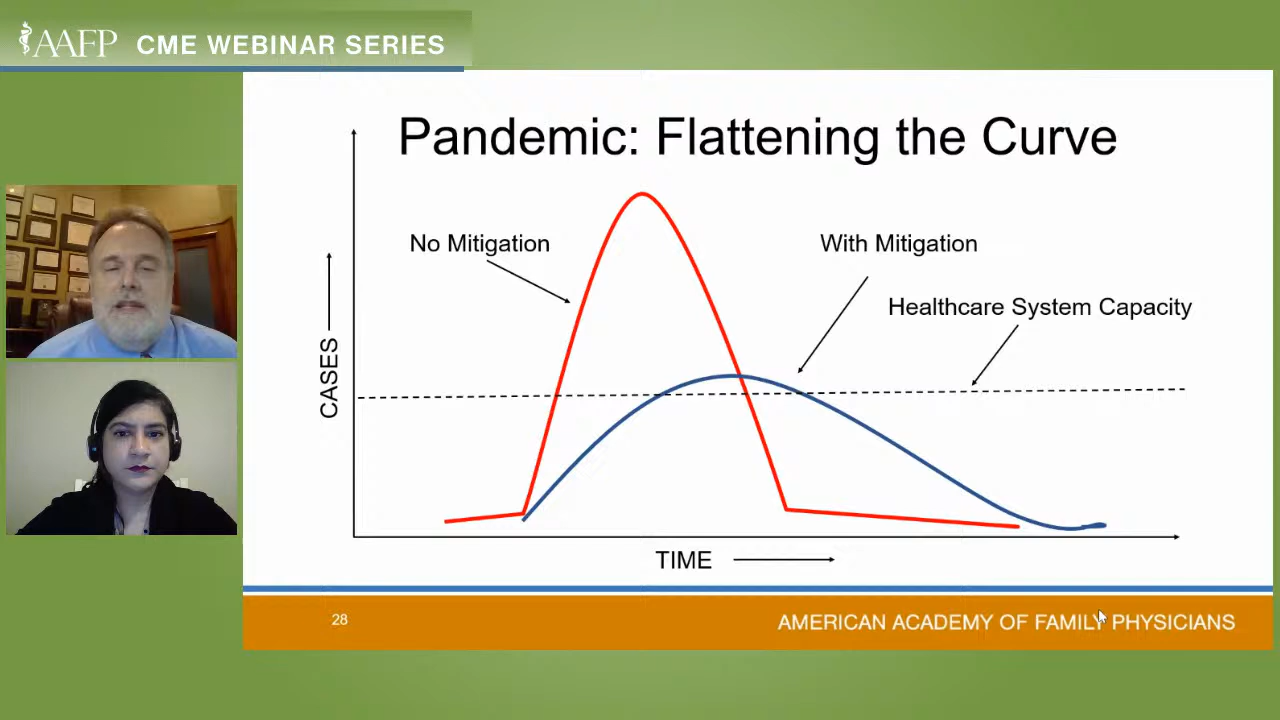 AAFP CME WEBINAR SERIES
Pandemic: Flattening the Curve
No Mitigation
With Mitigation
Healthcare System Capacity
CASES
TIME
28
AMERICAN ACADEMY OF FAMILY PHYSICIANS